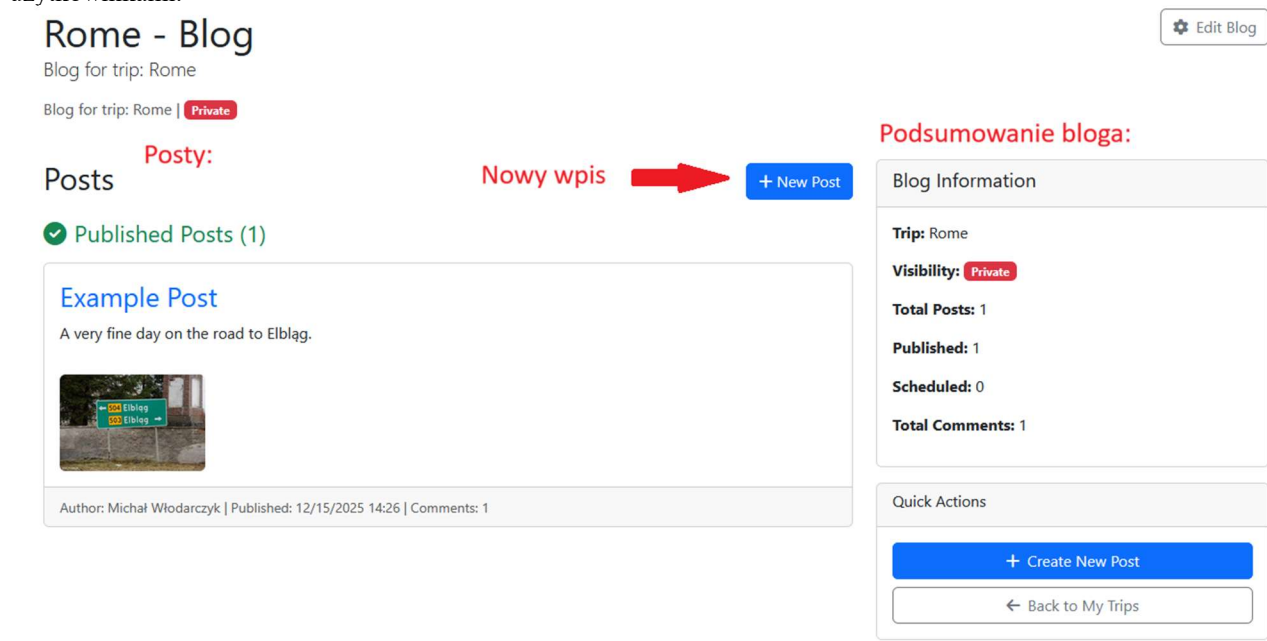 Rome - Blog
Edit Blog
Blog for trip: Rome
Blog for trip: Rome | Private
Posty:
Posts
Nowy wpis
+ New Post
Published Posts (1)
Example Post
A very fine day on the road to Elbląg.
← 504 Elbląg
503 Elbląg →
Author: Michał Włodarczyk | Published: 12/15/2025 14:26 | Comments: 1
Podsumowanie bloga:
Blog Information
Trip: Rome
Visibility: Private
Total Posts: 1
Published: 1
Scheduled: 0
Total Comments: 1
Quick Actions
+ Create New Post
← Back to My Trips